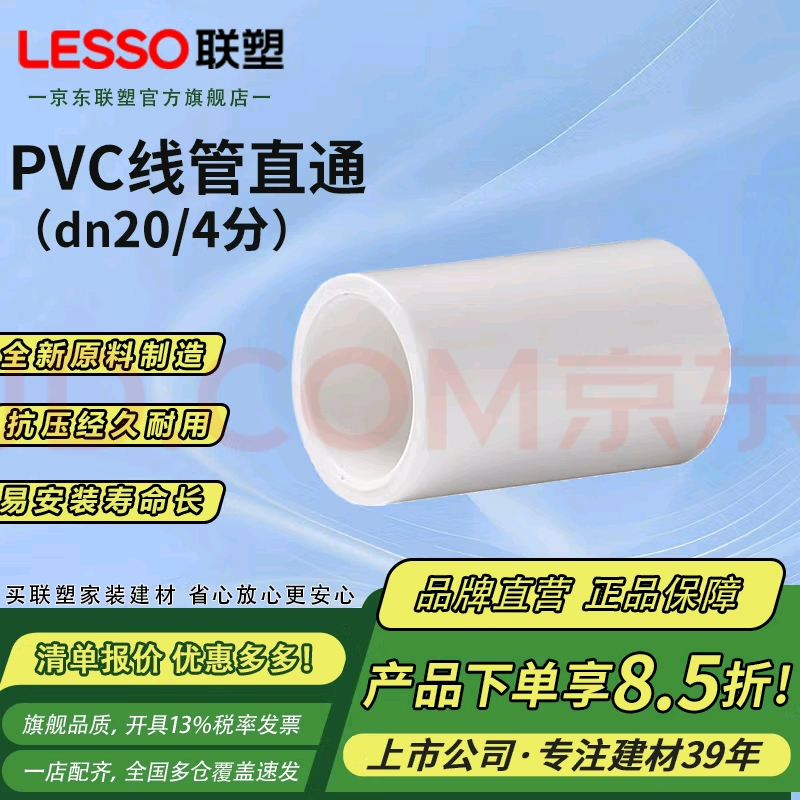 LESSO联塑
—京东联塑官方旗舰店—
PVC线管直通
（dn20/4分）
全新原料制造
JD.COM京东
抗压经久耐用
易安装寿命长
买联塑家装建材 省心放心更安心
品牌直营 正品保障
清单报价 优惠多多!
产品下单享8.5折!
旗舰品质, 开具13%税率发票
一店配齐, 全国多仓覆盖速发
上市公司·专注建材39年